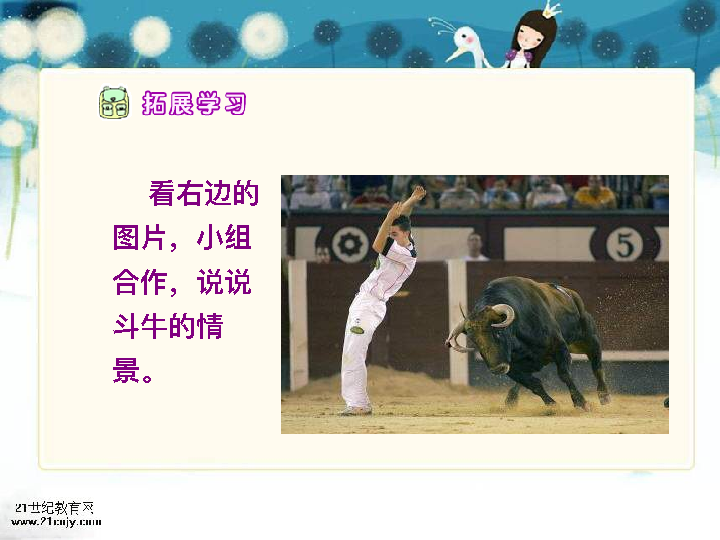 拓展学习
看右边的
图片，小组
合作，说说
斗牛的情
景。
5
21世纪教育网
www.21cnjy.com